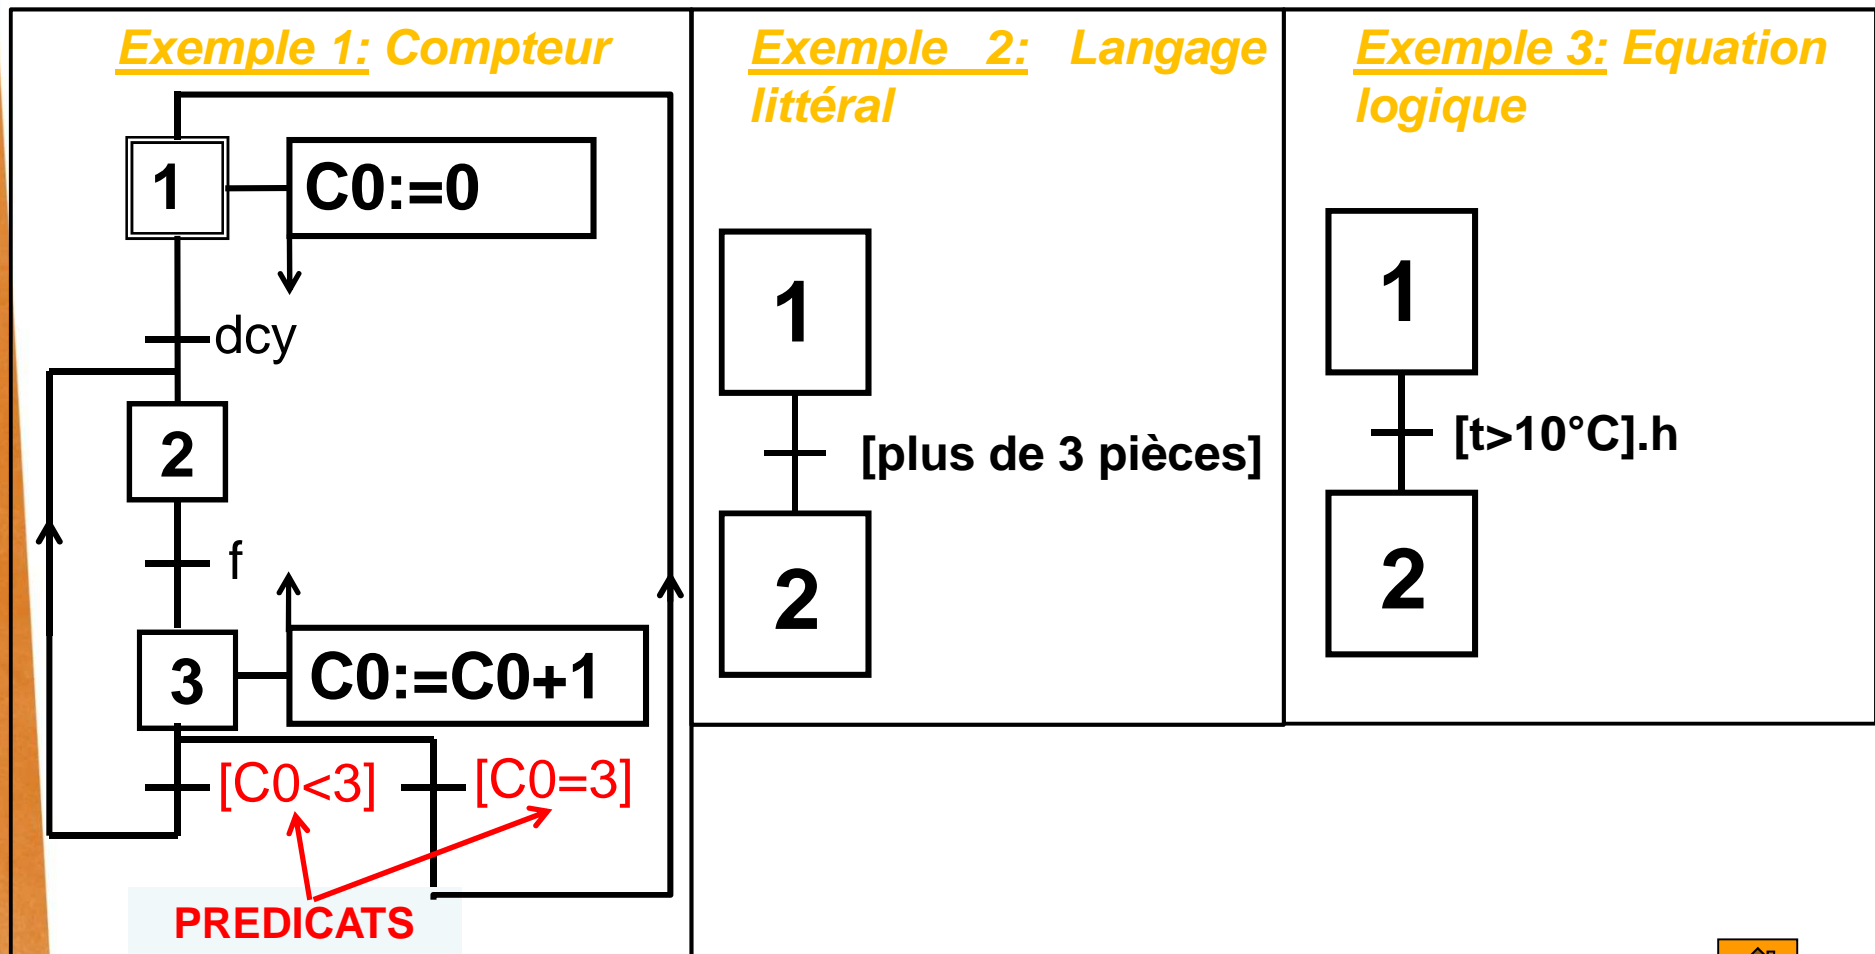 Exemple 1: Compteur
1
C0:=0
dcy
2
f
3
C0:=C0+1
[C0<3]
[C0=3]
PREDICATS
Exemple 2: Langage
littéral
1
[plus de 3 pièces]
2
Exemple 3: Equation
logique
1
[t>10°C].h
2